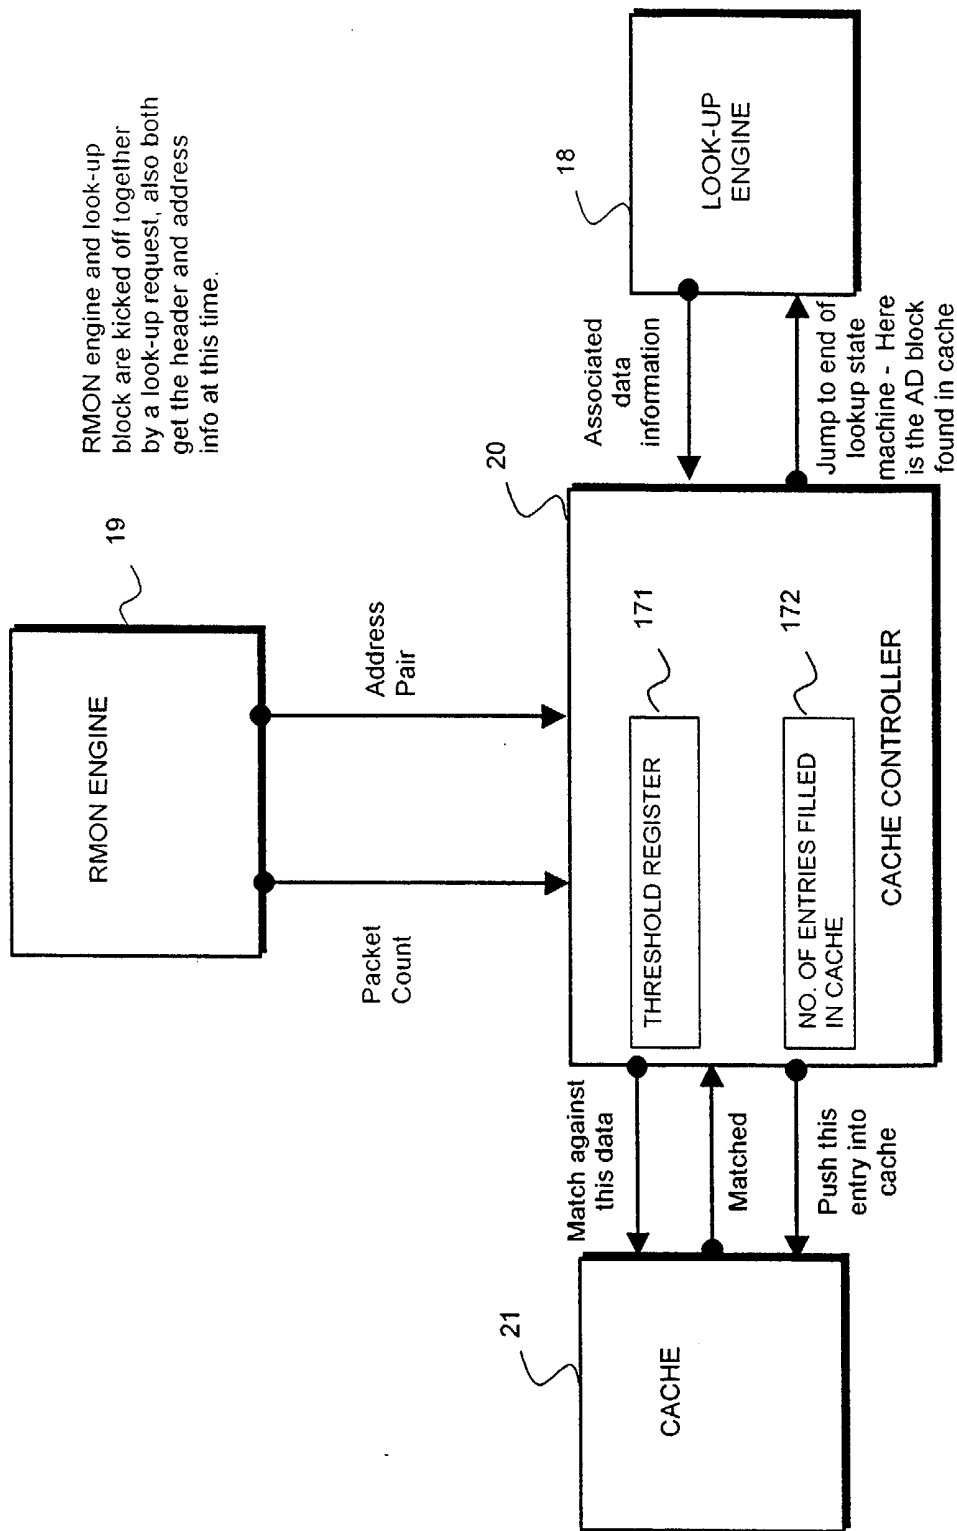 RMON engine and look-up
block are kicked off together
by a look-up request, also both
get the header and address
info at this time.
19
RMON ENGINE
Packet
Count
Address
Pair
20
18
21
CACHE
Match against
this data
Matched
Push this
entry into
cache
THRESHOLD REGISTER
171
NO. OF ENTRIES FILLED
IN CACHE
172
CACHE CONTROLLER
Associated
data
information
Jump to end of
lookup state
machine - Here
is the AD block
found in cache
LOOK-UP
ENGINE